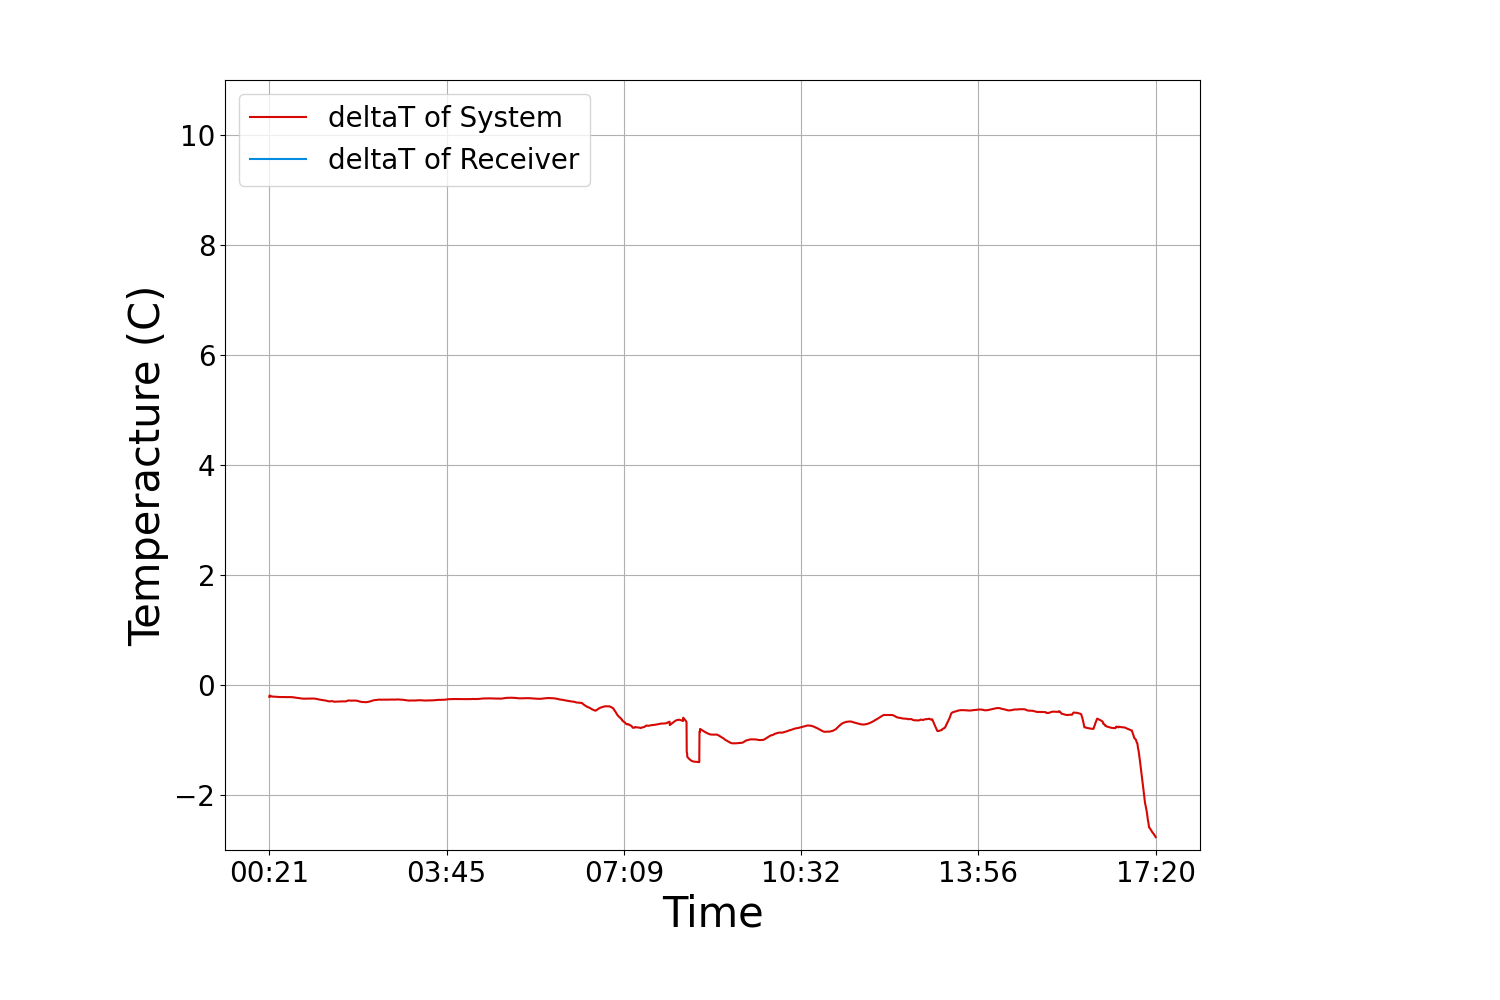 deltaT of System
deltaT of Receiver
10
8
6
4
2
0
−2
Temperacture (C)
00:21 03:45 07:09 10:32 13:56 17:20
Time